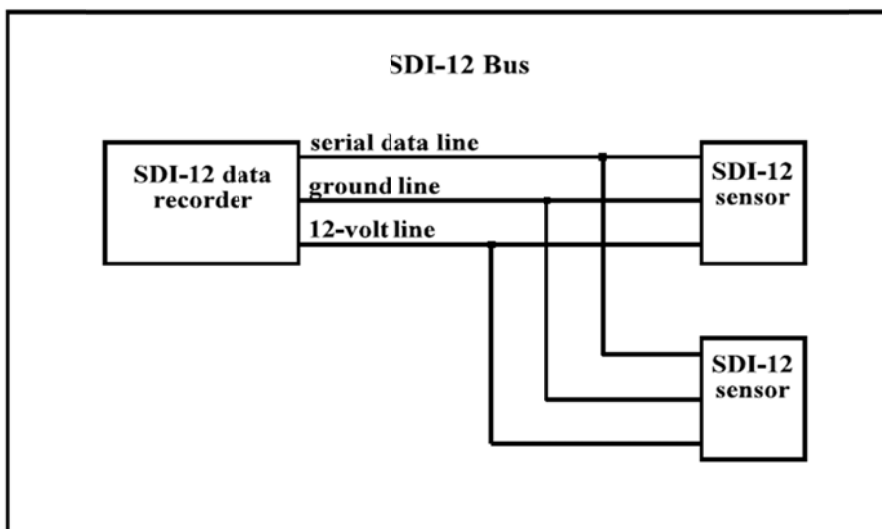 SDI-12 Bus
SDI-12 data
recorder
serial data line
ground line
12-volt line
SDI-12
sensor
SDI-12
sensor